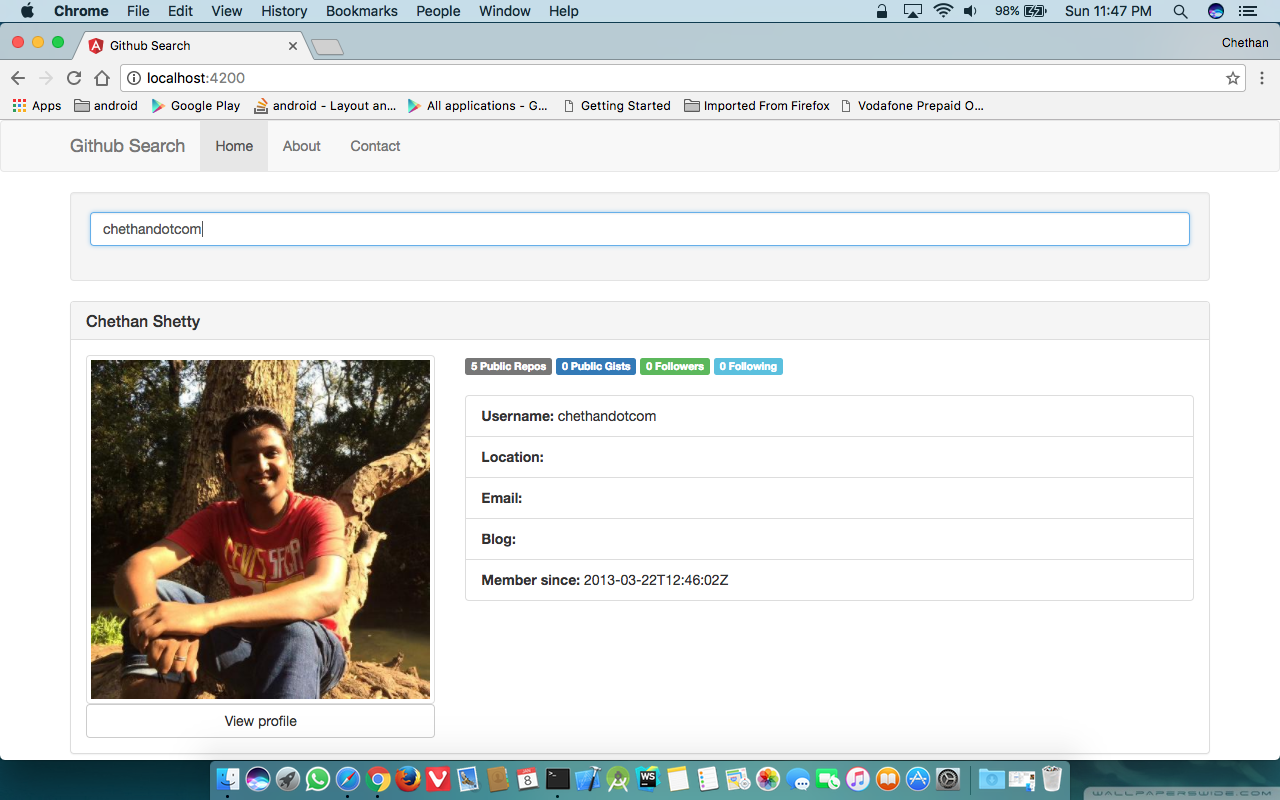 Chrome File Edit View History Bookmarks People Window Help 98% Sun 11:47 PM
Github Search Chethan
localhost:4200
Apps android Google Play android - Layout an... All applications - G... Getting Started Imported From Firefox Vodafone Prepaid O...
Github Search Home About Contact
chethandotcom
Chethan Shetty
5 Public Repos 0 Public Gists 0 Followers 0 Following
Username: chethandotcom
Location:
Email:
Blog:
Member since: 2013-03-22T12:46:02Z
View profile
8
WS
WALLPAPERSWIDE.COM